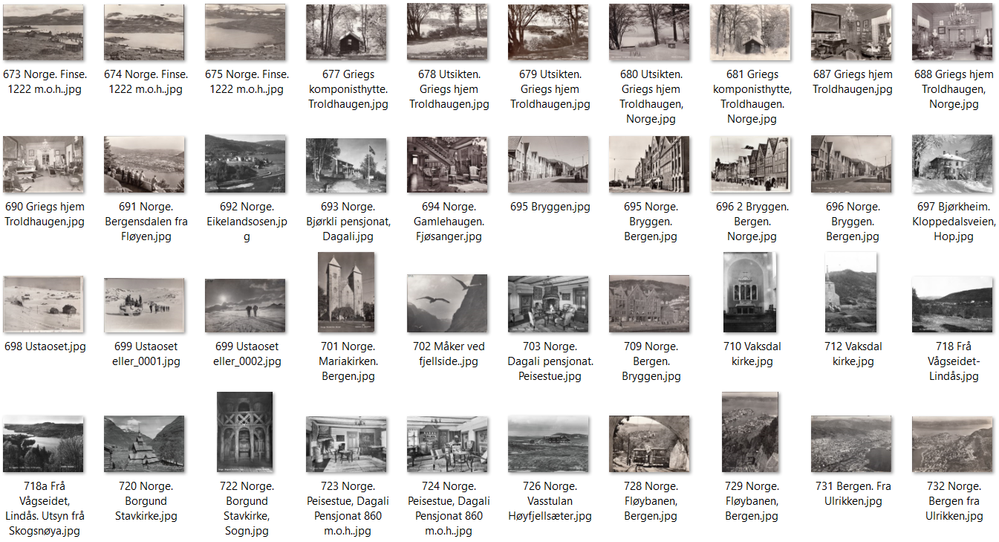 673 Norge. Finse.
1222 m.o.h..jpg
674 Norge. Finse.
1222 m.o.h..jpg
675 Norge. Finse.
1222 m.o.h..jpg
677 Griegs
komponisthytte.
Troldhaugen.jpg
678 Utsikten.
Griegs hjem
Troldhaugen.jpg
679 Utsikten.
Griegs hjem
Troldhaugen.jpg
680 Utsikten.
Griegs hjem
Troldhaugen,
Norge.jpg
681 Griegs
komponisthytte,
Troldhaugen.
Norge.jpg
687 Griegs hjem
Troldhaugen.jpg
688 Griegs hjem
Troldhaugen,
Norge.jpg
690 Griegs hjem
Troldhaugen.jpg
691 Norge.
Bergensdalen fra
Fløyen.jpg
692 Norge.
Eikelandsosen.jp
g
693 Norge.
Bjørkli pensjonat,
Dagali.jpg
694 Norge.
Gamlehaugen.
Fjøsanger.jpg
695 Bryggen.jpg
695 Norge.
Bryggen.
Bergen.jpg
696 2 Bryggen.
Bergen.
Norge.jpg
696 Norge.
Bryggen.
Bergen.jpg
697 Bjørkheim.
Kloppedalsveien,
Hop.jpg
698 Ustaoset.jpg
699 Ustaoset
eller_0001.jpg
699 Ustaoset
eller_0002.jpg
701 Norge.
Mariakirken.
Bergen.jpg
702 Måker ved
fjellside..jpg
703 Norge.
Dagali pensjonat.
Peisestue.jpg
709 Norge.
Bergen.
Bryggen.jpg
710 Vaksdal
kirke.jpg
712 Vaksdal
kirke.jpg
718 Frå
Vågseidet-
Lindås.jpg
718a Frå
Vågseidet,
Lindås. Utsyn frå
Skogsnøya.jpg
720 Norge.
Borgund
Stavkirke.jpg
722 Norge.
Borgund
Stavkirke,
Sogn.jpg
723 Norge.
Peisestue, Dagali
Pensjonat 860
m.o.h..jpg
724 Norge.
Peisestue, Dagali
Pensjonat 860
m.o.h..jpg
726 Norge.
Vasstulan
Høyfjellsæter.jpg
728 Norge.
Fløybanen,
Bergen.jpg
729 Norge.
Fløybanen,
Bergen.jpg
731 Bergen. Fra
Ulrikken.jpg
732 Norge.
Bergen fra
Ulrikken.jpg